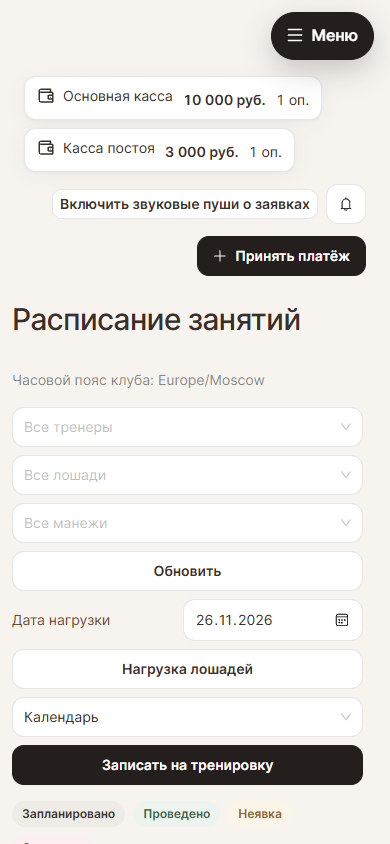 Меню
Основная касса 10 000 руб. 1 оп.
Касса постоя 3 000 руб. 1 оп.
Включить звуковые пуши о заявках
Принять платёж
Расписание занятий
Часовой пояс клуба: Europe/Moscow
Все тренеры
Все лошади
Все манежи
Обновить
Дата нагрузки 26.11.2026
Нагрузка лошадей
Календарь
Записать на тренировку
Запланировано Проведено Неявка